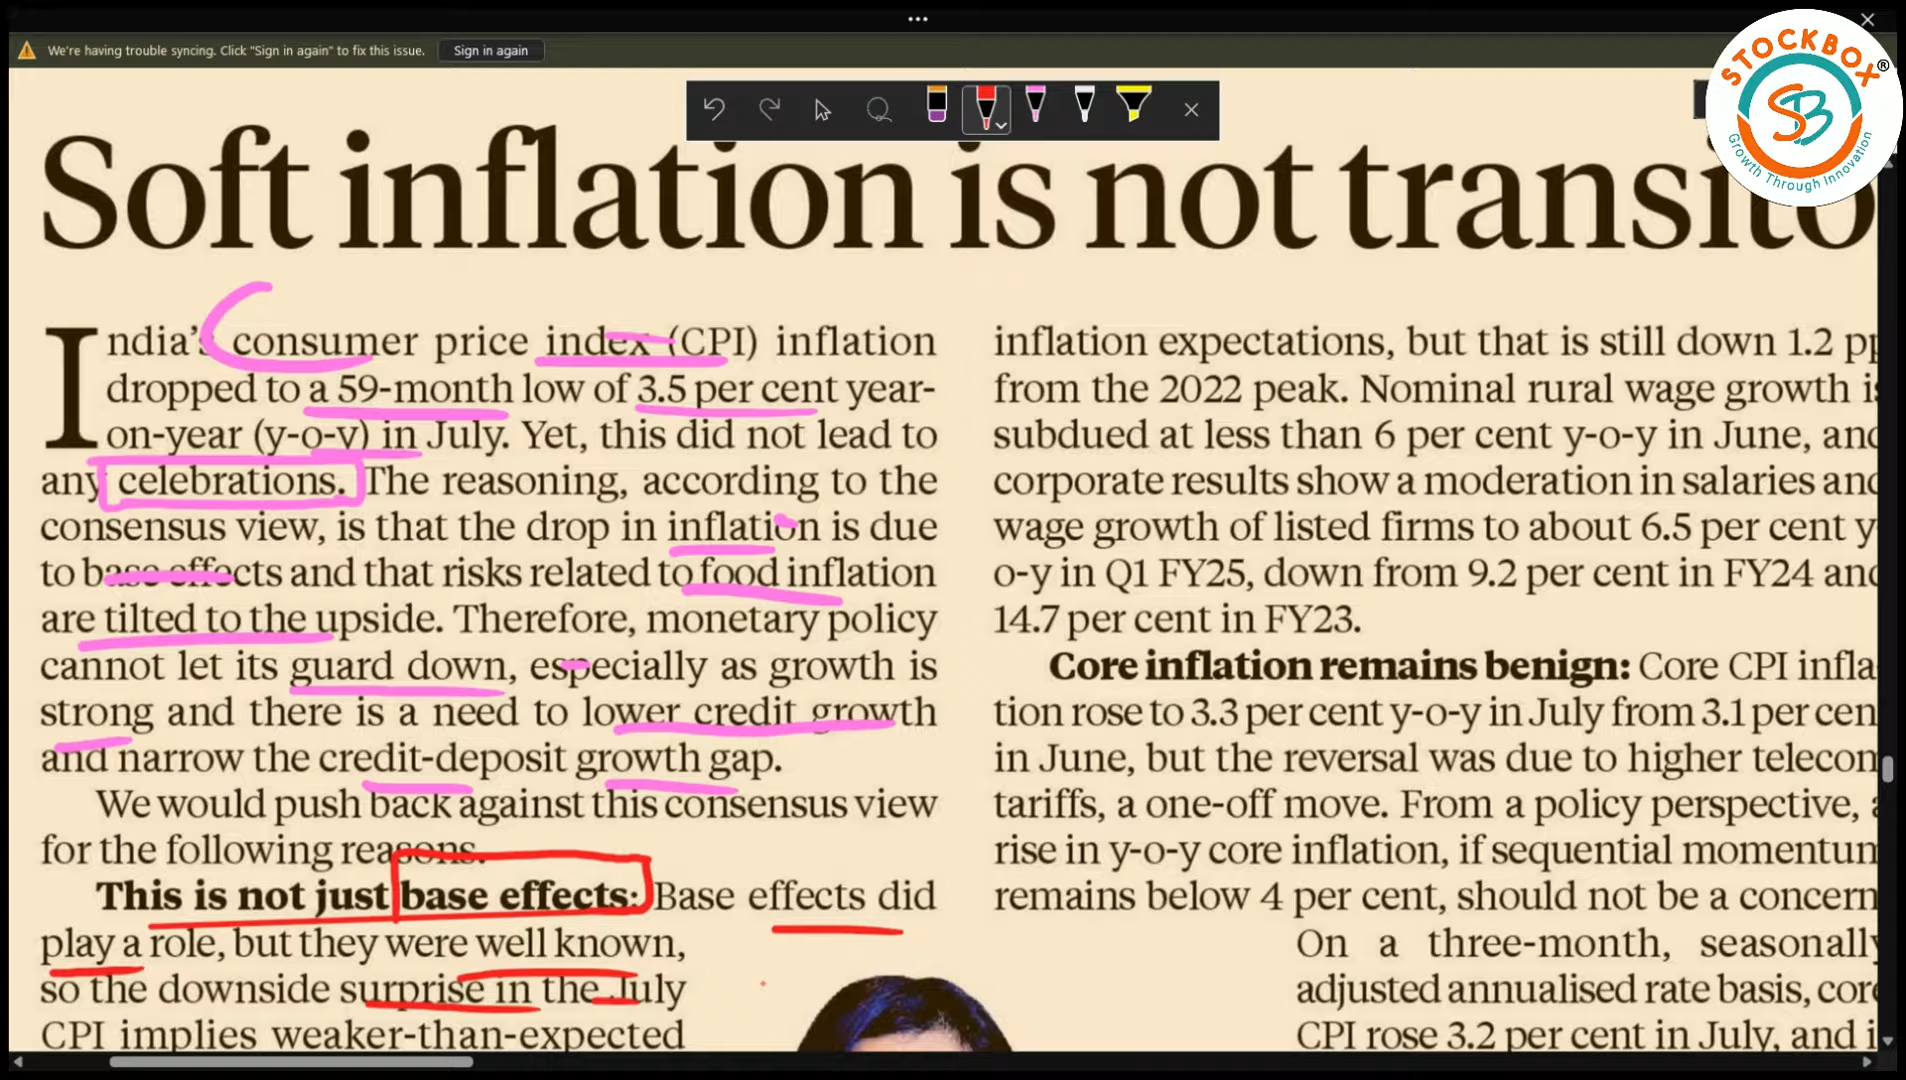 We're having trouble syncing. Click "Sign in again" to fix this issue. Sign in again
STOCKBOX®
SB
Growth Through Innovation
Soft inflation is not transito
India's consumer price index (CPI) inflation
dropped to a 59-month low of 3.5 per cent year-
on-year (y-o-y) in July. Yet, this did not lead to
any celebrations. The reasoning, according to the
consensus view, is that the drop in inflation is due
to base effects and that risks related to food inflation
are tilted to the upside. Therefore, monetary policy
cannot let its guard down, especially as growth is
strong and there is a need to lower credit growth
and narrow the credit-deposit growth gap.
We would push back against this consensus view
for the following reasons.
This is not just base effects: Base effects did
play a role, but they were well known,
so the downside surprise in the July
CPI implies weaker-than-expected
inflation expectations, but that is still down 1.2 pp
from the 2022 peak. Nominal rural wage growth is
subdued at less than 6 per cent y-o-y in June, and
corporate results show a moderation in salaries and
wage growth of listed firms to about 6.5 per cent y-
o-y in Q1 FY25, down from 9.2 per cent in FY24 and
14.7 per cent in FY23.
Core inflation remains benign: Core CPI infla-
tion rose to 3.3 per cent y-o-y in July from 3.1 per cen
in June, but the reversal was due to higher telecom
tariffs, a one-off move. From a policy perspective, a
rise in y-o-y core inflation, if sequential momentum
remains below 4 per cent, should not be a concern
On a three-month, seasonally
adjusted annualised rate basis, core
CPI rose 3.2 per cent in July, and i